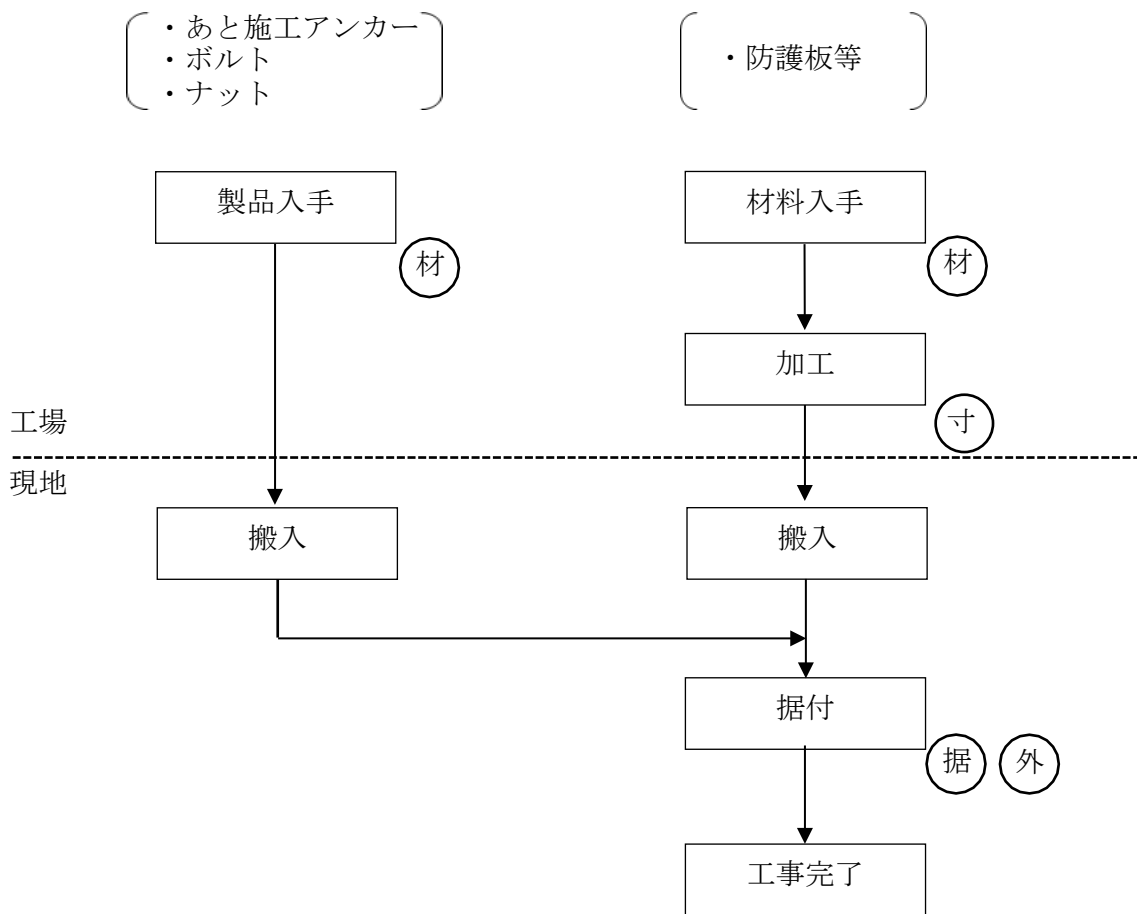 ・あと施工アンカー
・ボルト
・ナット
・防護板等
製品入手
材料入手
材
材
加工
寸
工場
現地
搬入
搬入
据付
据
外
工事完了